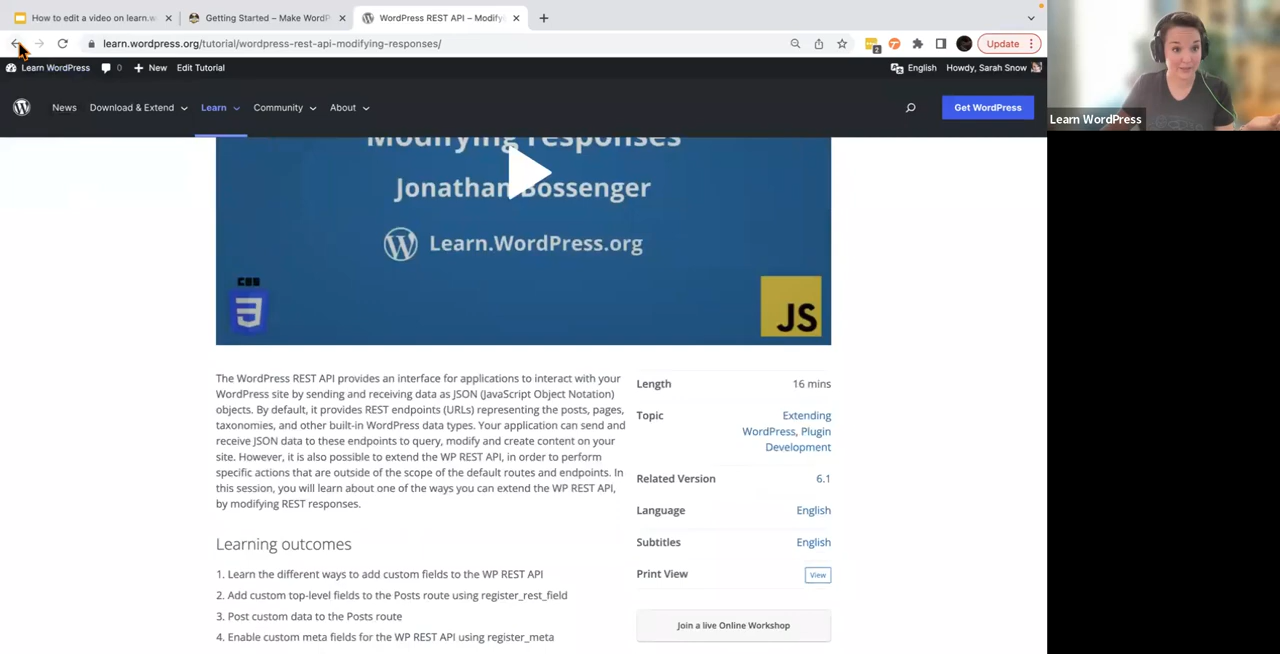 How to edit a video on learn.w
Getting Started – Make WordP
WordPress REST API – Modify
learn.wordpress.org/tutorial/wordpress-rest-api-modifying-responses/
2
Update
Learn WordPress
0
New
Edit Tutorial
English
Howdy, Sarah Snow
News
Download & Extend
Learn
Community
About
Get WordPress
Learn WordPress
Modifying responses
Jonathan Bossenger
Learn.WordPress.org
CSS
3
JS
The WordPress REST API provides an interface for applications to interact with your
WordPress site by sending and receiving data as JSON (JavaScript Object Notation)
objects. By default, it provides REST endpoints (URLs) representing the posts, pages,
taxonomies, and other built-in WordPress data types. Your application can send and
receive JSON data to these endpoints to query, modify and create content on your
site. However, it is also possible to extend the WP REST API, in order to perform
specific actions that are outside of the scope of the default routes and endpoints. In
this session, you will learn about one of the ways you can extend the WP REST API,
by modifying REST responses.
Learning outcomes
1. Learn the different ways to add custom fields to the WP REST API
2. Add custom top-level fields to the Posts route using register_rest_field
3. Post custom data to the Posts route
4. Enable custom meta fields for the WP REST API using register_meta
Length 16 mins
Topic Extending
WordPress, Plugin
Development
Related Version 6.1
Language English
Subtitles English
Print View View
Join a live Online Workshop